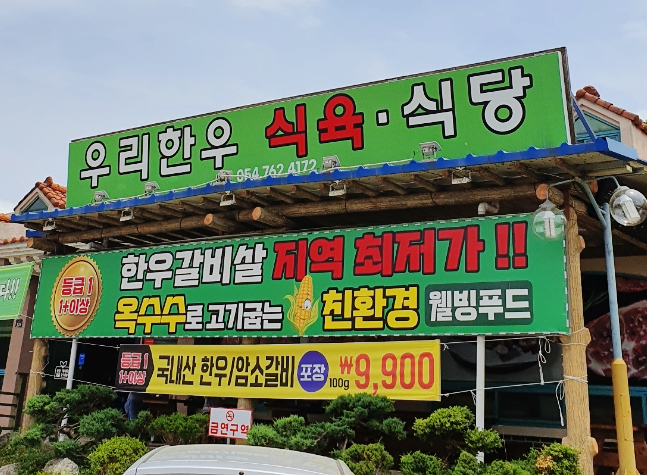 우리한우 식육·식당
054.762.4172
등급 1
1+이상
한우갈비살 지역 최저가 !!
옥수수로 고기굽는 친환경 웰빙푸드
등급 1
1+이상
국내산 한우/암소갈비 포장 100g ₩9,900
금연구역